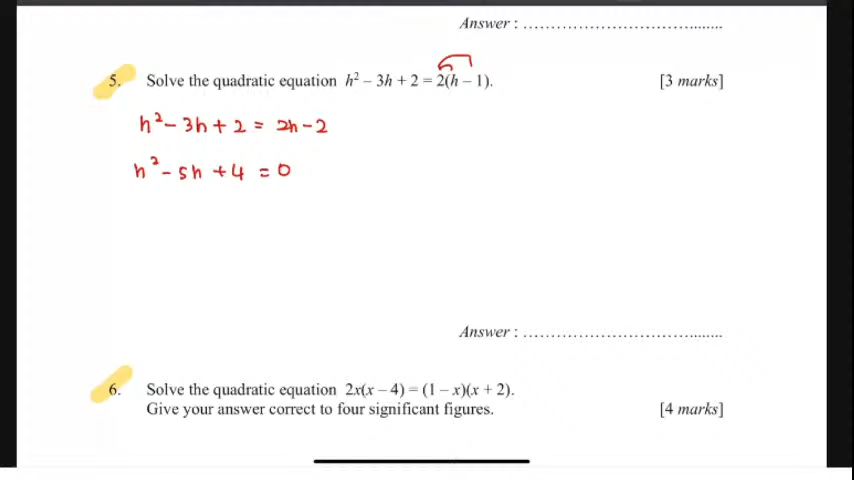 Answer : ........................................
5. Solve the quadratic equation h² – 3h + 2 = 2(h – 1). [3 marks]
h² - 3h + 2 = 2h - 2
h² - 5h + 4 = 0
Answer : ........................................
6. Solve the quadratic equation 2x(x – 4) = (1 – x)(x + 2).
Give your answer correct to four significant figures. [4 marks]